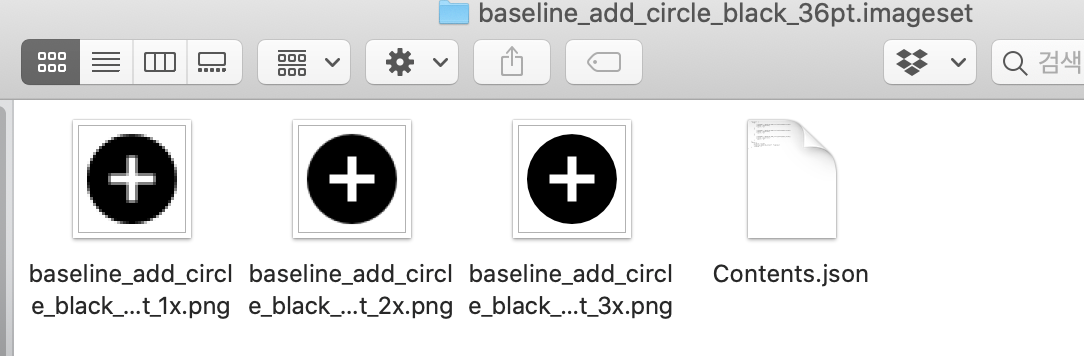 baseline_add_circle_black_36pt.imageset
검색
baseline_add_circl
e_black_...t_1x.png
baseline_add_circl
e_black_...t_2x.png
baseline_add_circl
e_black_...t_3x.png
Contents.json